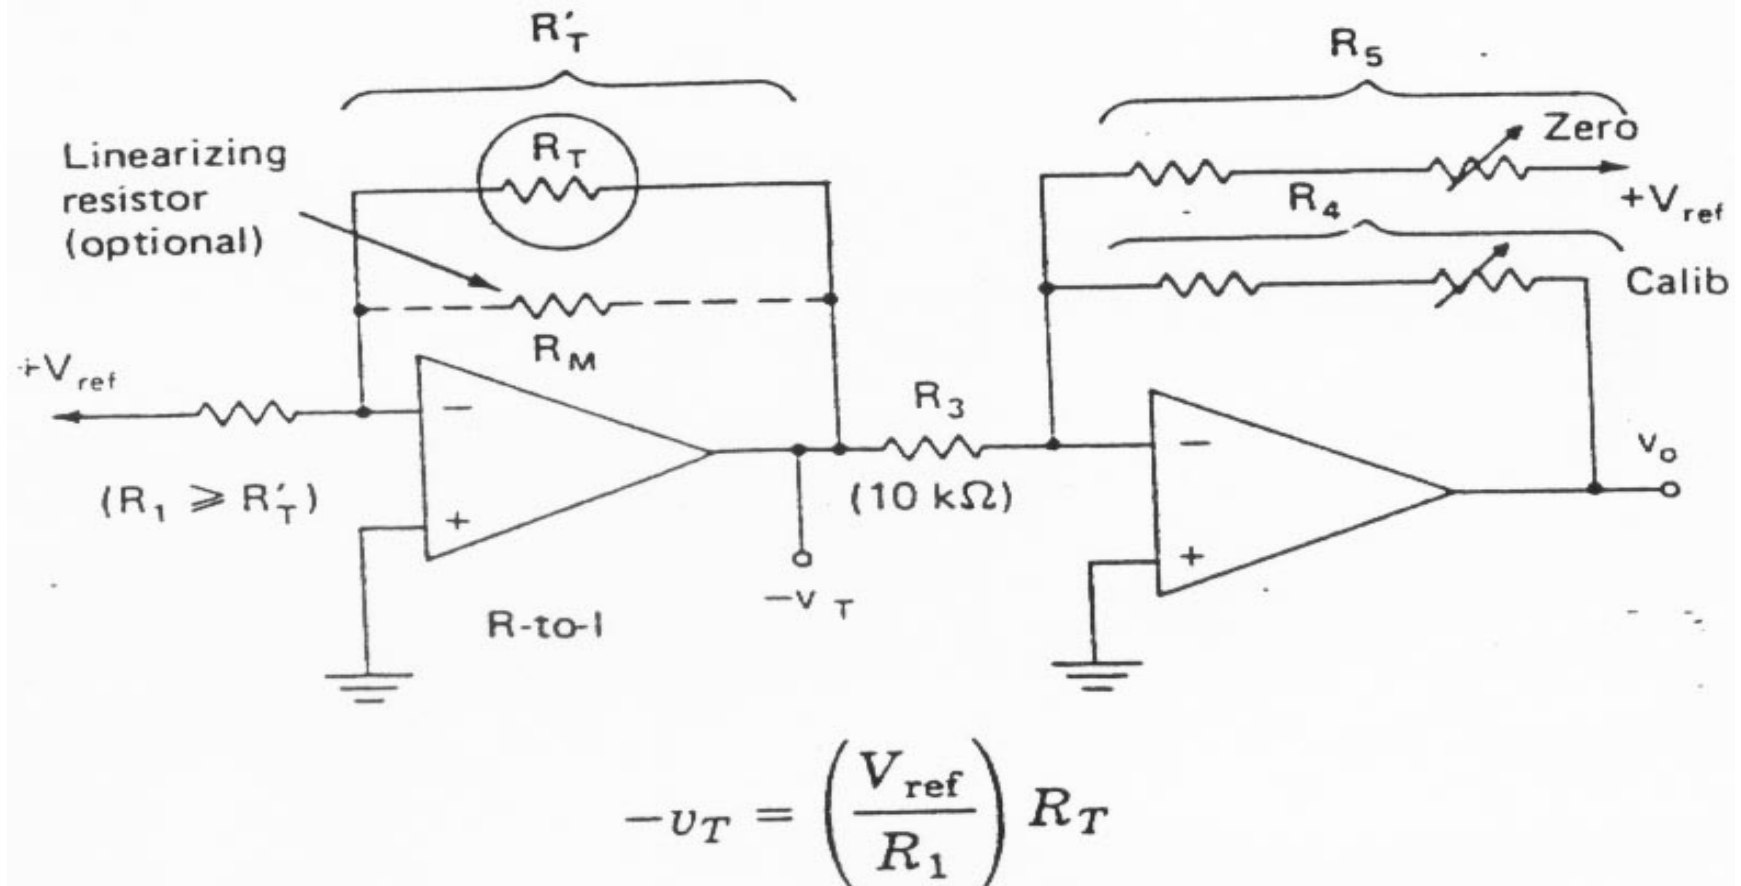 R′T
R5
Linearizing
resistor
(optional)
RT
Zero
+Vref
R4
Calib
RM
+Vref
−
+
(R1 ⩾ R′T)
R3
(10 kΩ)
−
+
vo
−vT
R-to-I
−vT = (Vref / R1) RT